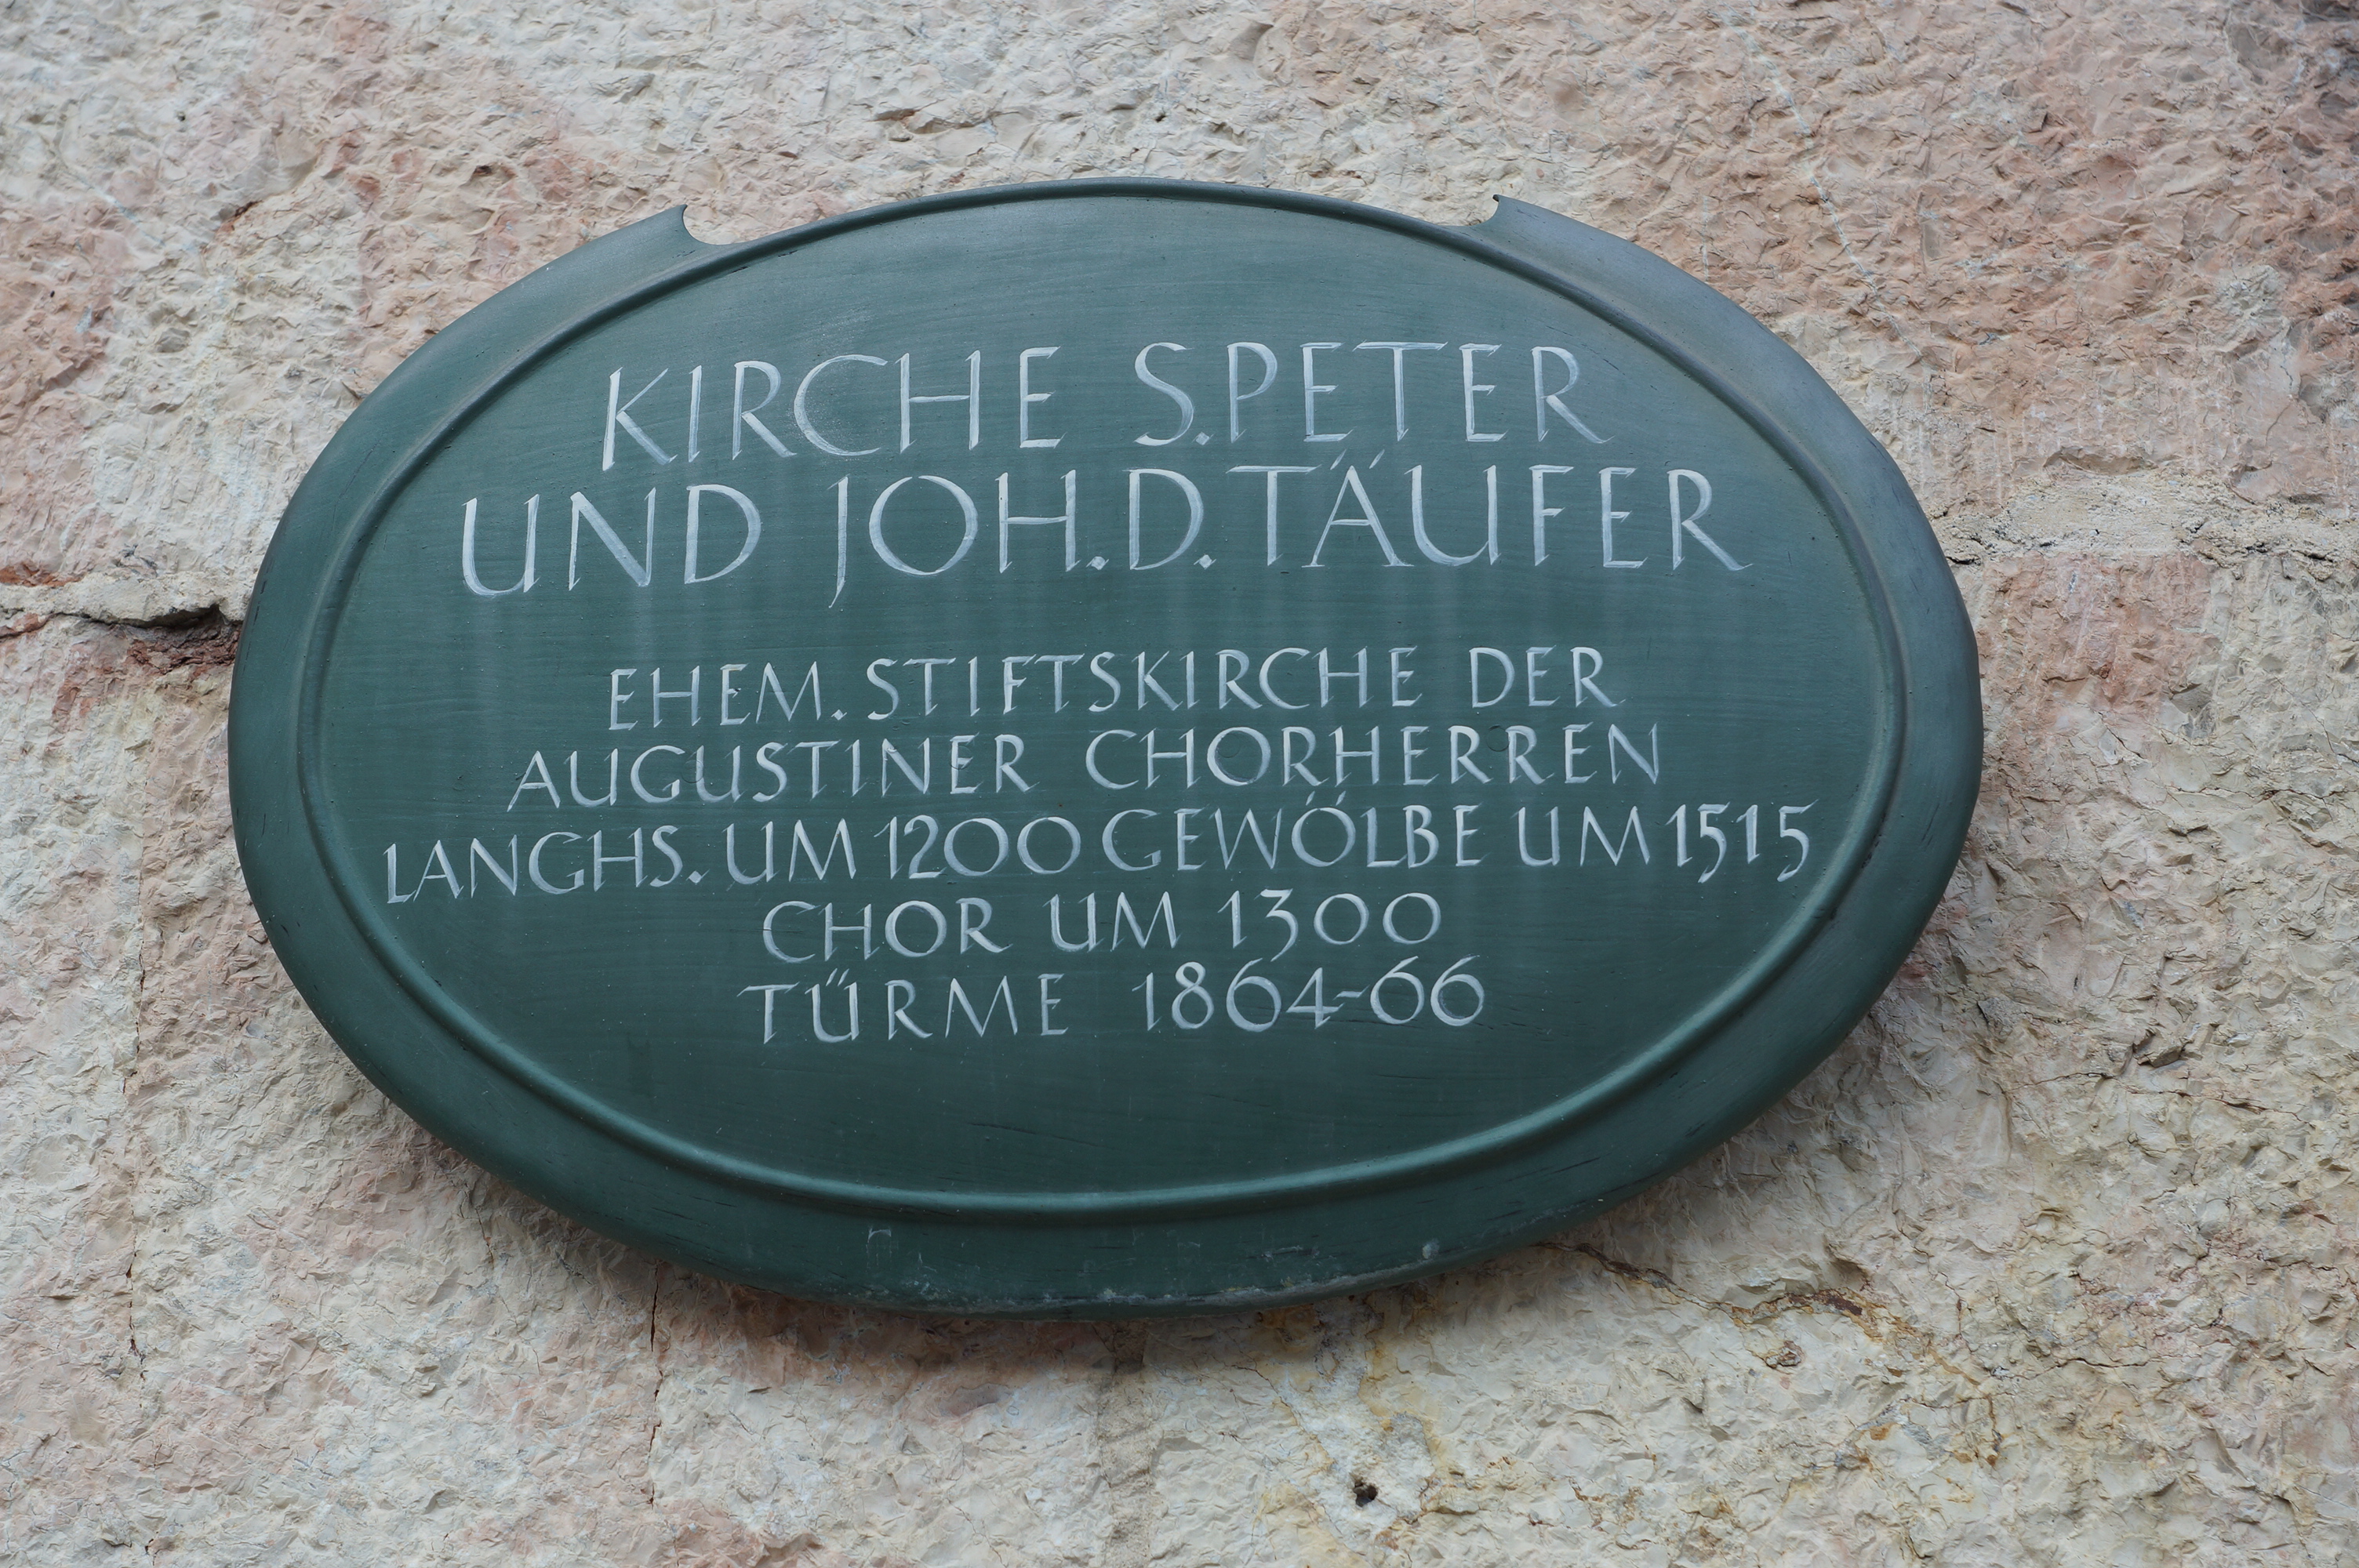 KIRCHE S.PETER
UND JOH.D.TÄUFER
EHEM.STIFTSKIRCHE DER
AUGUSTINER CHORHERREN
LANGHS.UM 1200 GEWÖLBE UM 1515
CHOR UM 1300
TÜRME 1864-66